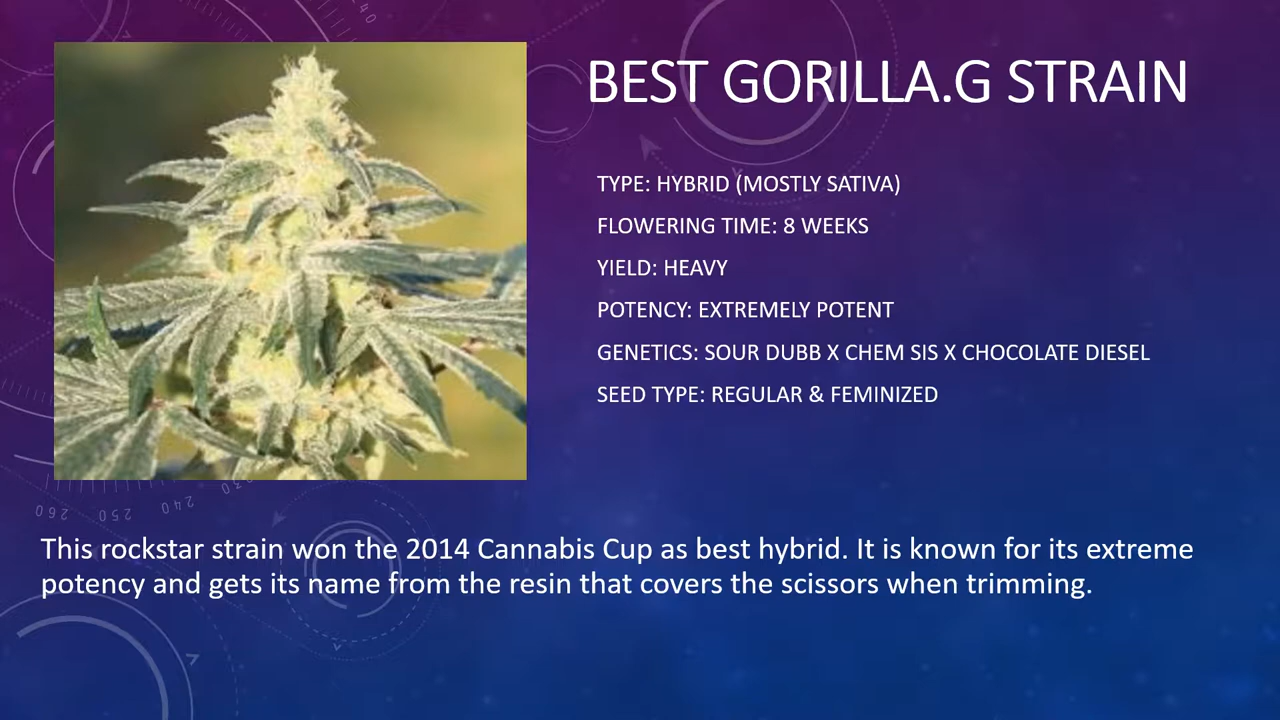 BEST GORILLA.G STRAIN
TYPE: HYBRID (MOSTLY SATIVA)
FLOWERING TIME: 8 WEEKS
YIELD: HEAVY
POTENCY: EXTREMELY POTENT
GENETICS: SOUR DUBB X CHEM SIS X CHOCOLATE DIESEL
SEED TYPE: REGULAR & FEMINIZED
This rockstar strain won the 2014 Cannabis Cup as best hybrid. It is known for its extreme
potency and gets its name from the resin that covers the scissors when trimming.
260 250 240